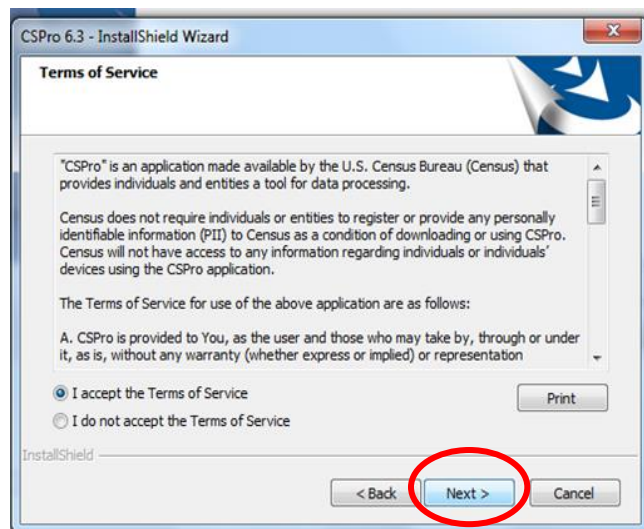 CSPro 6.3 - InstallShield Wizard
Terms of Service
"CSPro" is an application made available by the U.S. Census Bureau (Census) that
provides individuals and entities a tool for data processing.
Census does not require individuals or entities to register or provide any personally
identifiable information (PII) to Census as a condition of downloading or using CSPro.
Census will not have access to any information regarding individuals or individuals'
devices using the CSPro application.
The Terms of Service for use of the above application are as follows:
A. CSPro is provided to You, as the user and those who may take by, through or under
it, as is, without any warranty (whether express or implied) or representation
I accept the Terms of Service
Print
I do not accept the Terms of Service
InstallShield
< Back
Next >
Cancel